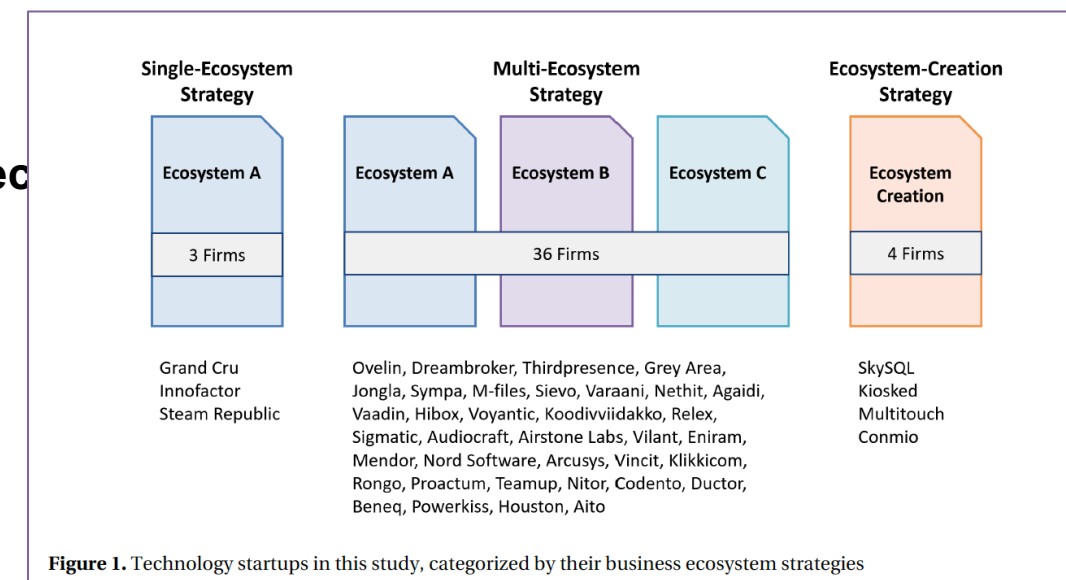 Single-Ecosystem
Strategy
Multi-Ecosystem
Strategy
Ecosystem-Creation
Strategy
ec
Ecosystem A
Ecosystem A
Ecosystem B
Ecosystem C
Ecosystem
Creation
3 Firms
36 Firms
4 Firms
Grand Cru
Innofactor
Steam Republic
Ovelin, Dreambroker, Thirdpresence, Grey Area,
Jongla, Sympa, M-files, Sievo, Varaani, Nethit, Agaidi,
Vaadin, Hibox, Voyantic, Koodivviidakko, Relex,
Sigmatic, Audiocraft, Airstone Labs, Vilant, Eniram,
Mendor, Nord Software, Arcusys, Vincit, Klikkicom,
Rongo, Proactum, Teamup, Nitor, Codento, Ductor,
Beneq, Powerkiss, Houston, Aito
SkySQL
Kiosked
Multitouch
Conmio
Figure 1. Technology startups in this study, categorized by their business ecosystem strategies